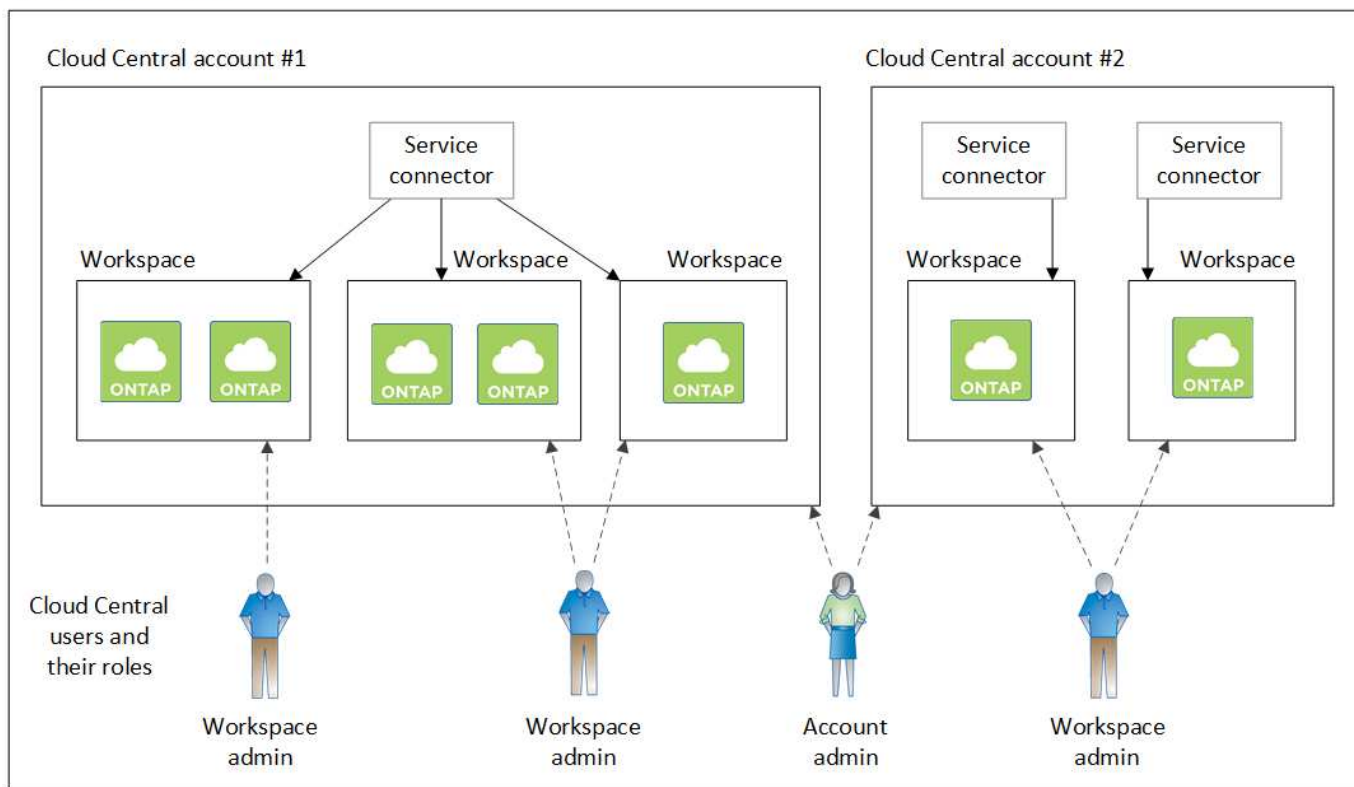 Cloud Central account #1
Cloud Central account #2
Service
connector
Service
connector
Service
connector
Workspace
Workspace
Workspace
Workspace
Workspace
ONTAP
ONTAP
ONTAP
ONTAP
ONTAP
ONTAP
ONTAP
Cloud Central
users and
their roles
Workspace
admin
Workspace
admin
Account
admin
Workspace
admin